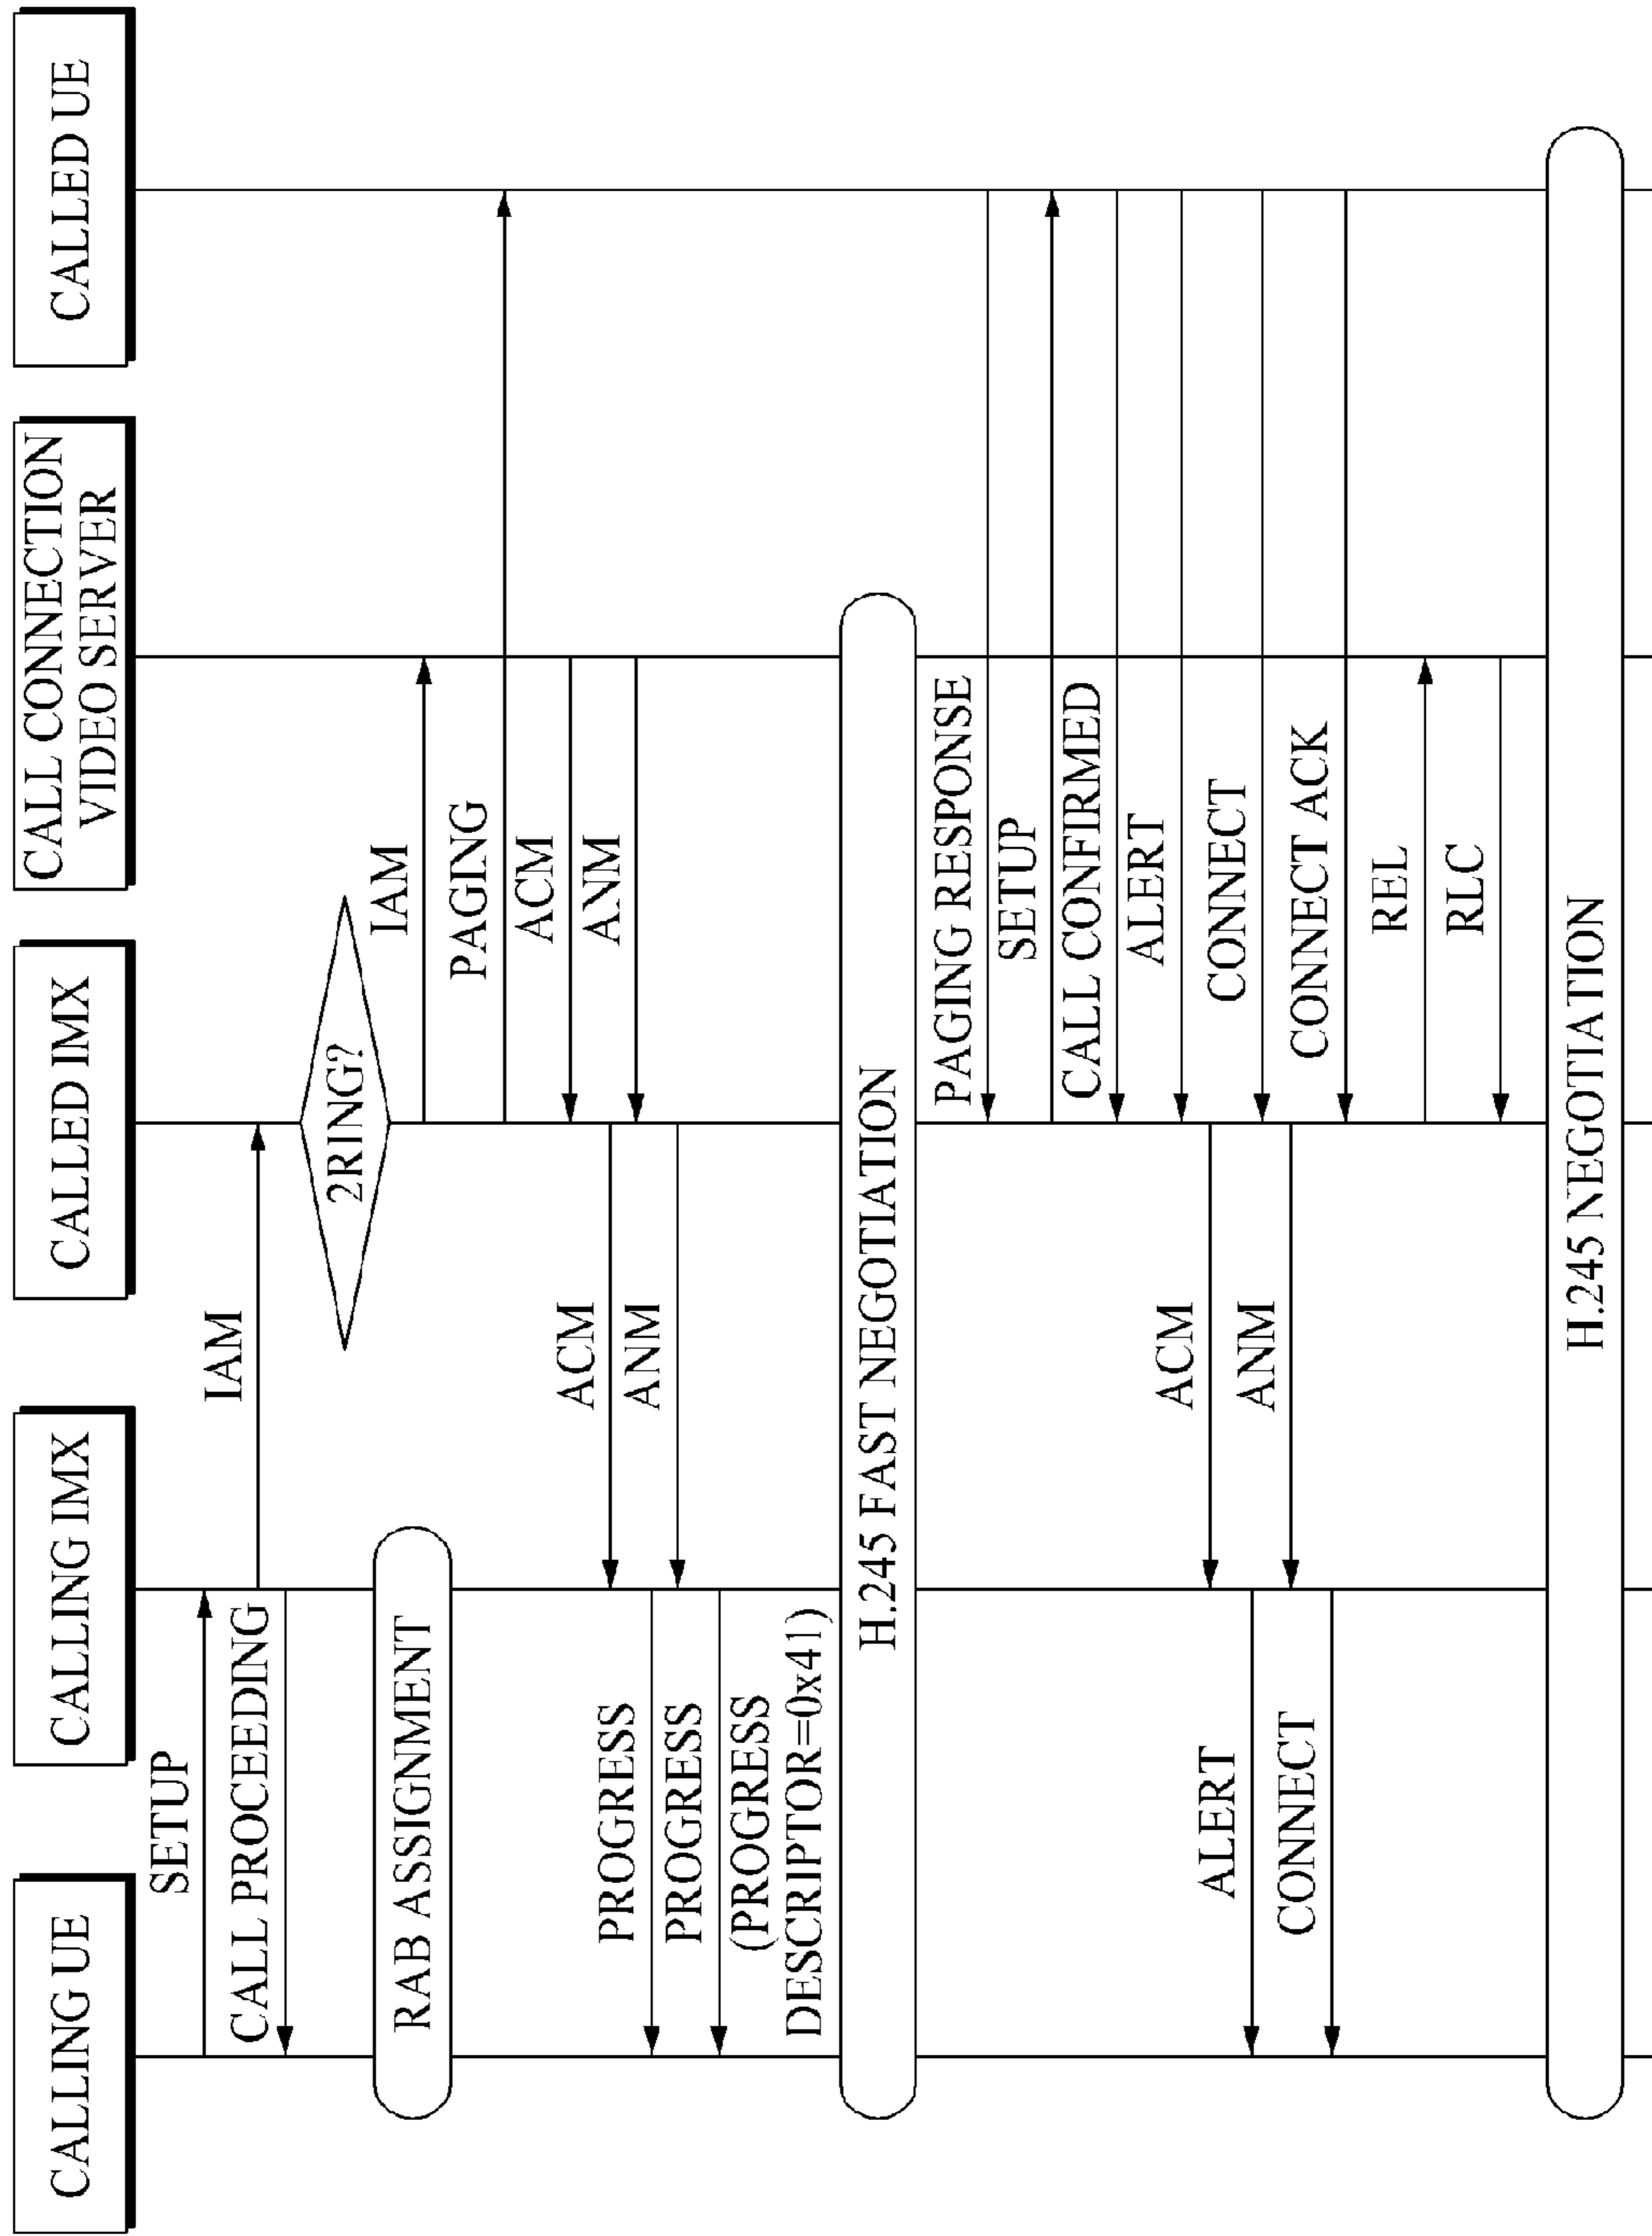 CALLING UE
CALLING IMX
CALLED IMX
CALL CONNECTION
VIDEO SERVER
CALLED UE
SETUP
IAM
CALL PROCEEDING
2RING?
RAB ASSIGNMENT
IAM
PAGING
ACM
ACM
ANM
PROGRESS
ANM
PROGRESS
(PROGRESS
DESCRIPTOR=0x41)
H.245 FAST NEGOTIATION
PAGING RESPONSE
SETUP
CALL CONFIRMED
ALERT
ACM
ALERT
CONNECT
ANM
CONNECT
CONNECT ACK
REL
RLC
H.245 NEGOTIATION